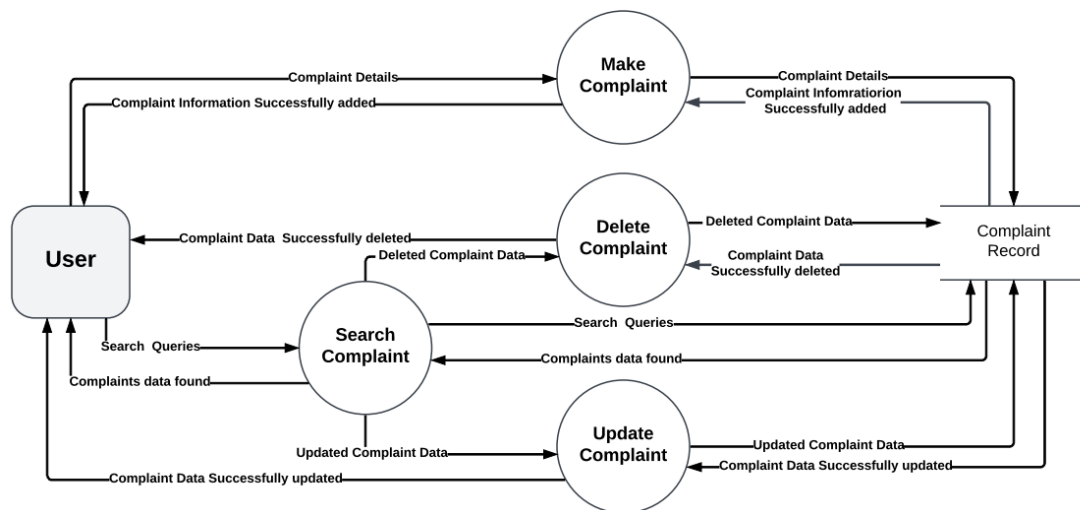 Make
Complaint
Complaint Details
Complaint Information Successfully added
Complaint Details
Complaint Infomratiorion
Successfully added
User
Complaint Data  Successfully deleted
Delete
Complaint
Deleted Complaint Data
Deleted Complaint Data
Complaint Data
Successfully deleted
Complaint
Record
Search
Complaint
Search  Queries
Complaints data found
Search  Queries
Complaints data found
Updated Complaint Data
Complaint Data Successfully updated
Update
Complaint
Updated Complaint Data
Complaint Data Successfully updated